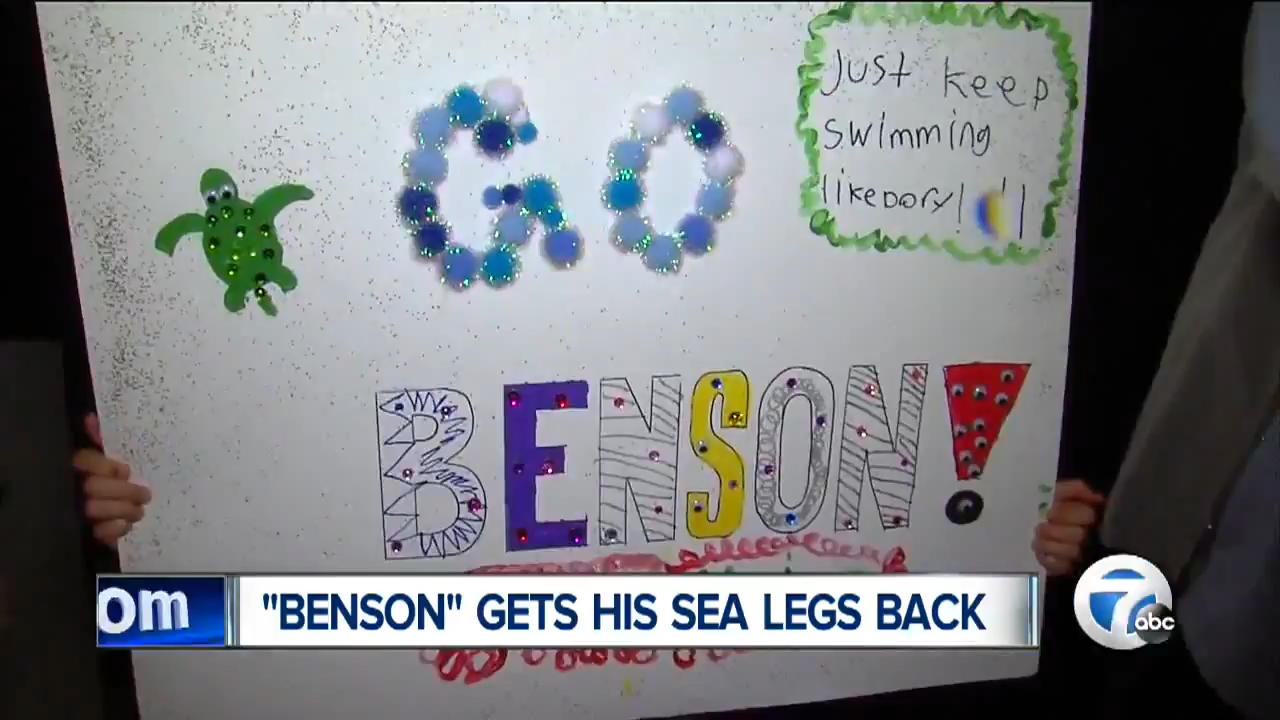 GO
Just keep
swimming
like Dory!
BENSON!
om
"BENSON" GETS HIS SEA LEGS BACK
7
abc